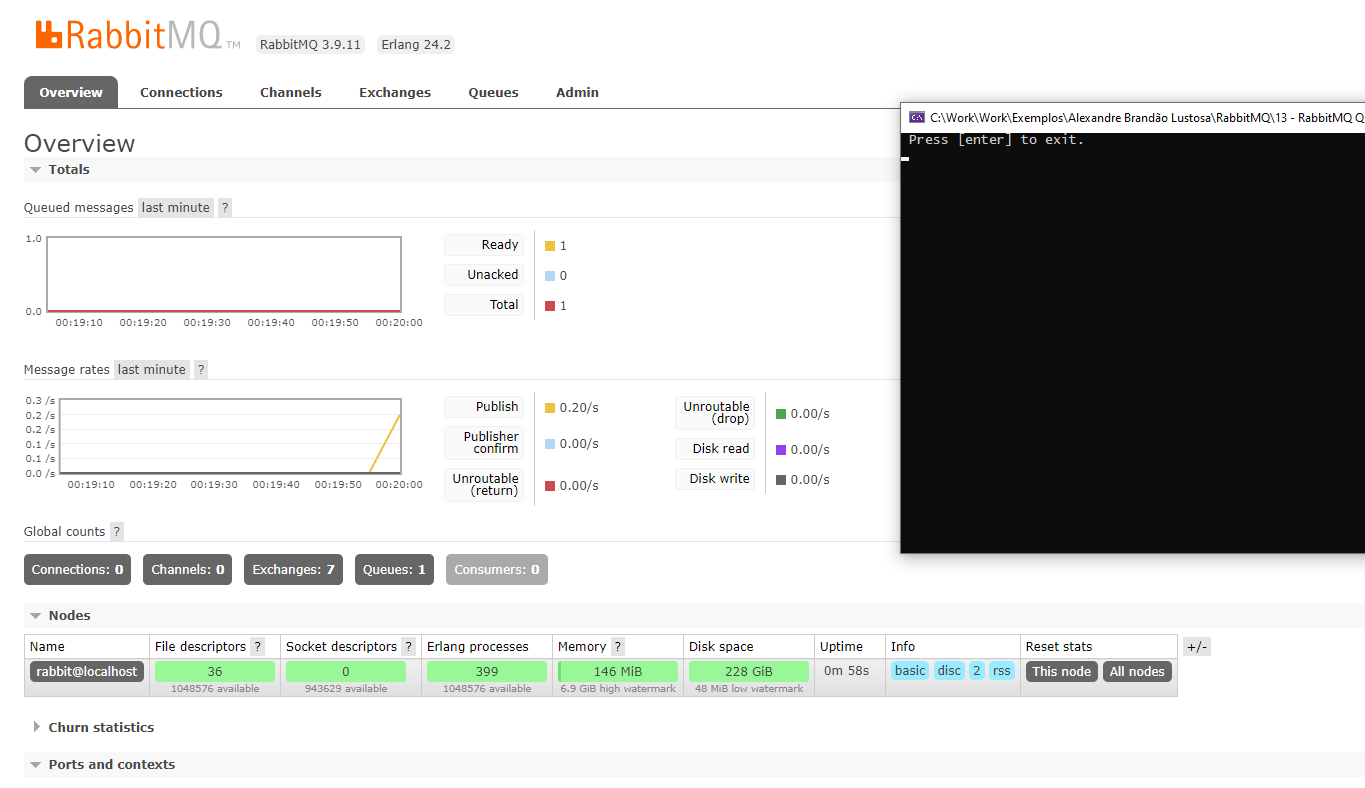 RabbitMQ TM RabbitMQ 3.9.11 Erlang 24.2
Overview Connections Channels Exchanges Queues Admin
Overview
Totals
Queued messages last minute ?
1.0
0.0
00:19:10 00:19:20 00:19:30 00:19:40 00:19:50 00:20:00
Ready 1
Unacked 0
Total 1
Message rates last minute ?
0.3 /s
0.2 /s
0.2 /s
0.1 /s
0.1 /s
0.0 /s
00:19:10 00:19:20 00:19:30 00:19:40 00:19:50 00:20:00
Publish 0.20/s
Publisher
confirm 0.00/s
Unroutable
(return) 0.00/s
Unroutable
(drop) 0.00/s
Disk read 0.00/s
Disk write 0.00/s
Global counts ?
Connections: 0 Channels: 0 Exchanges: 7 Queues: 1 Consumers: 0
Nodes
Name File descriptors ? Socket descriptors ? Erlang processes Memory ? Disk space Uptime Info Reset stats +/-
rabbit@localhost 36 0 399 146 MiB 228 GiB 0m 58s basic disc 2 rss This node All nodes
1048576 available 943629 available 1048576 available 6.9 GiB high watermark 48 MiB low watermark
Churn statistics
Ports and contexts
C:\ C:\Work\Work\Exemplos\Alexandre Brandão Lustosa\RabbitMQ\13 - RabbitMQ Q
Press [enter] to exit.